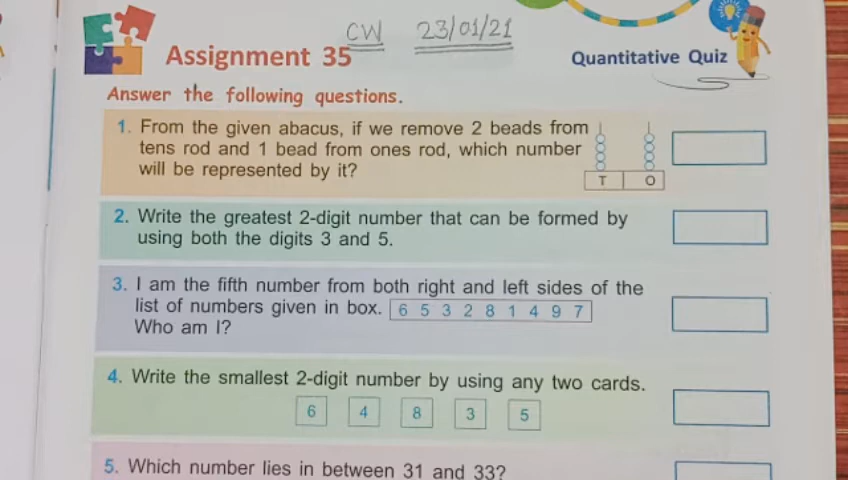 CW 23/01/21
Assignment 35
Quantitative Quiz
Answer the following questions.
1. From the given abacus, if we remove 2 beads from
tens rod and 1 bead from ones rod, which number
will be represented by it?
T O
2. Write the greatest 2-digit number that can be formed by
using both the digits 3 and 5.
3. I am the fifth number from both right and left sides of the
list of numbers given in box. 6 5 3 2 8 1 4 9 7
Who am I?
4. Write the smallest 2-digit number by using any two cards.
6 4 8 3 5
5. Which number lies in between 31 and 33?